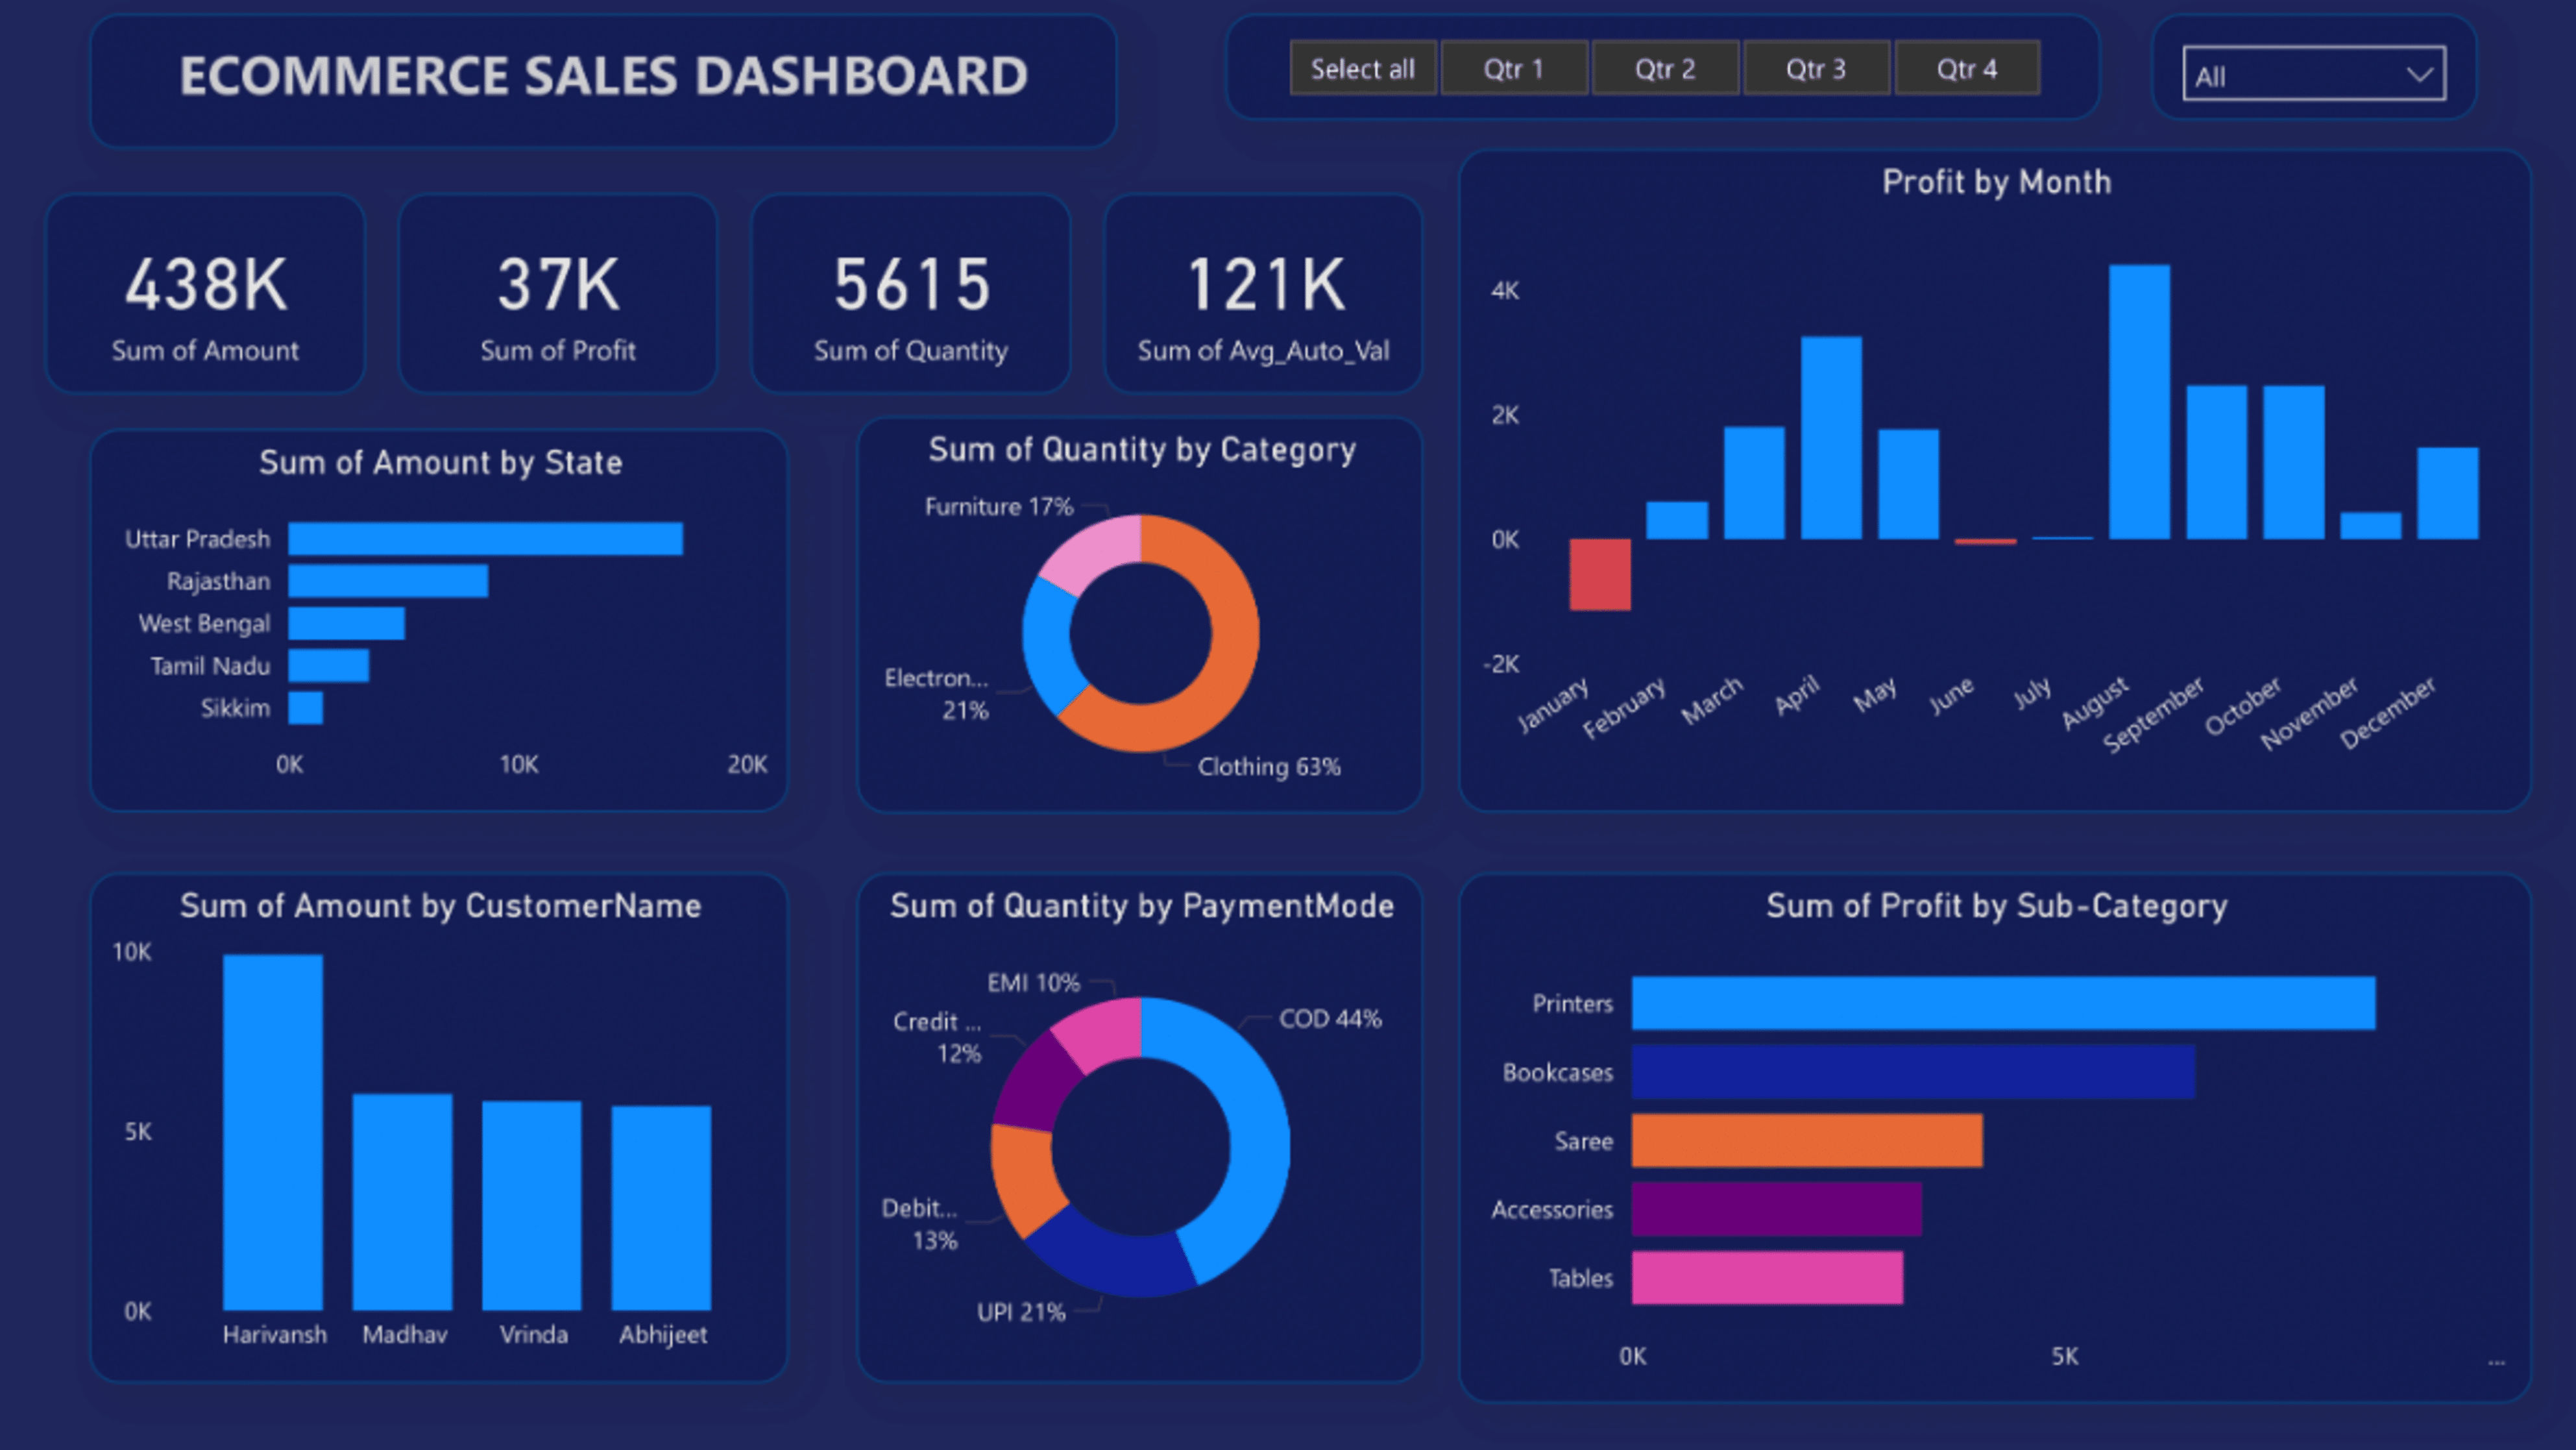 ECOMMERCE SALES DASHBOARD
Select all
Qtr 1
Qtr 2
Qtr 3
Qtr 4
All
438K
Sum of Amount
37K
Sum of Profit
5615
Sum of Quantity
121K
Sum of Avg_Auto_Val
Profit by Month
4K
2K
0K
-2K
January
February
March
April
May
June
July
August
September
October
November
December
Sum of Amount by State
Uttar Pradesh
Rajasthan
West Bengal
Tamil Nadu
Sikkim
0K
10K
20K
Sum of Quantity by Category
Furniture 17%
Electron...
21%
Clothing 63%
Sum of Amount by CustomerName
10K
5K
0K
Harivansh
Madhav
Vrinda
Abhijeet
Sum of Quantity by PaymentMode
EMI 10%
COD 44%
Credit ...
12%
Debit...
13%
UPI 21%
Sum of Profit by Sub-Category
Printers
Bookcases
Saree
Accessories
Tables
0K
5K
...